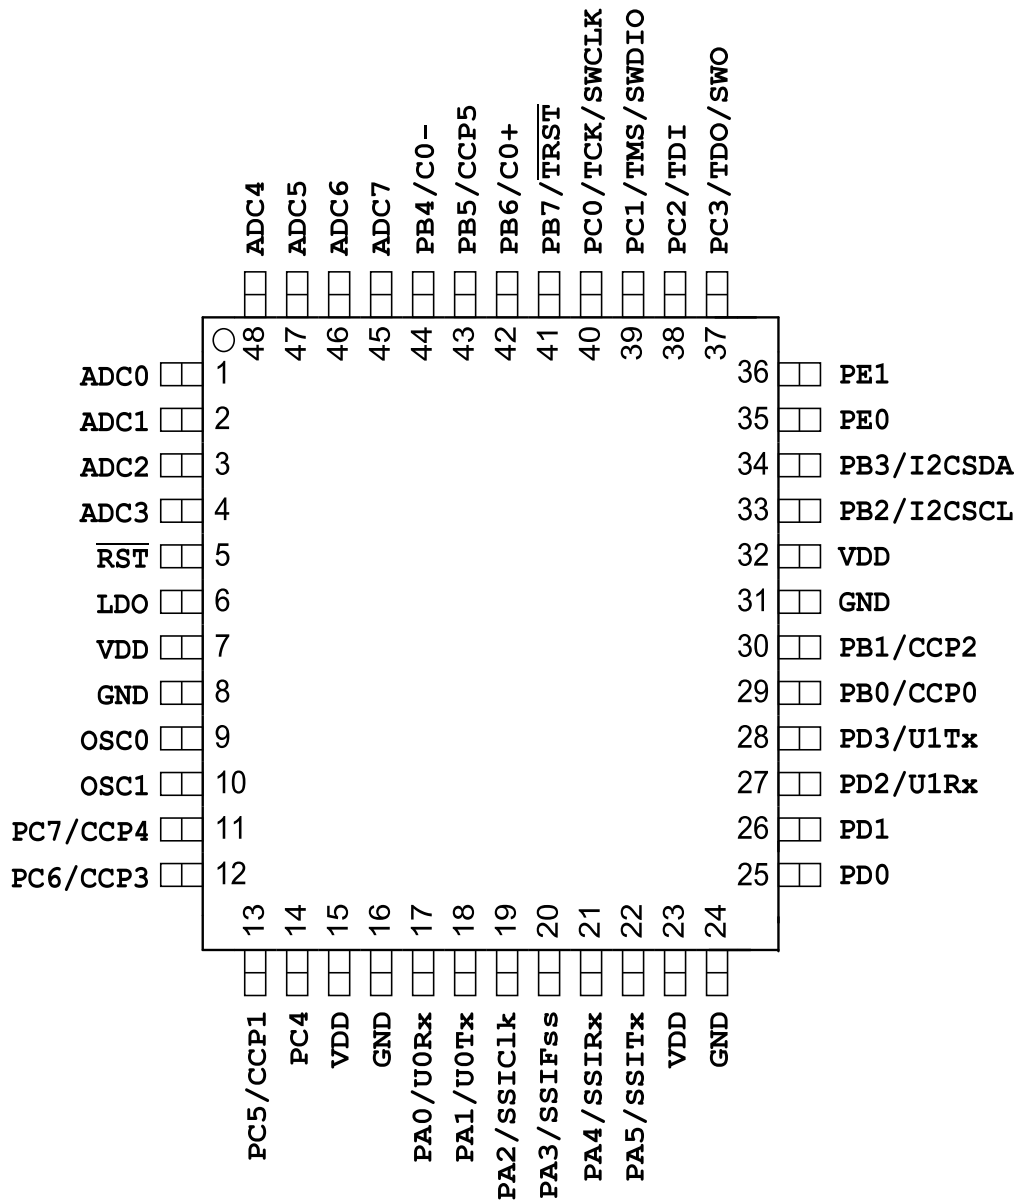 ADC4
ADC5
ADC6
ADC7
PB4/C0-
PB5/CCP5
PB6/C0+
PB7/TRST
PC0/TCK/SWCLK
PC1/TMS/SWDIO
PC2/TDI
PC3/TDO/SWO
48
47
46
45
44
43
42
41
40
39
38
37
ADC0 1
ADC1 2
ADC2 3
ADC3 4
RST 5
LDO 6
VDD 7
GND 8
OSC0 9
OSC1 10
PC7/CCP4 11
PC6/CCP3 12
36 PE1
35 PE0
34 PB3/I2CSDA
33 PB2/I2CSCL
32 VDD
31 GND
30 PB1/CCP2
29 PB0/CCP0
28 PD3/U1Tx
27 PD2/U1Rx
26 PD1
25 PD0
13
14
15
16
17
18
19
20
21
22
23
24
PC5/CCP1
PC4
VDD
GND
PA0/U0Rx
PA1/U0Tx
PA2/SSIClk
PA3/SSIFss
PA4/SSIRx
PA5/SSITx
VDD
GND